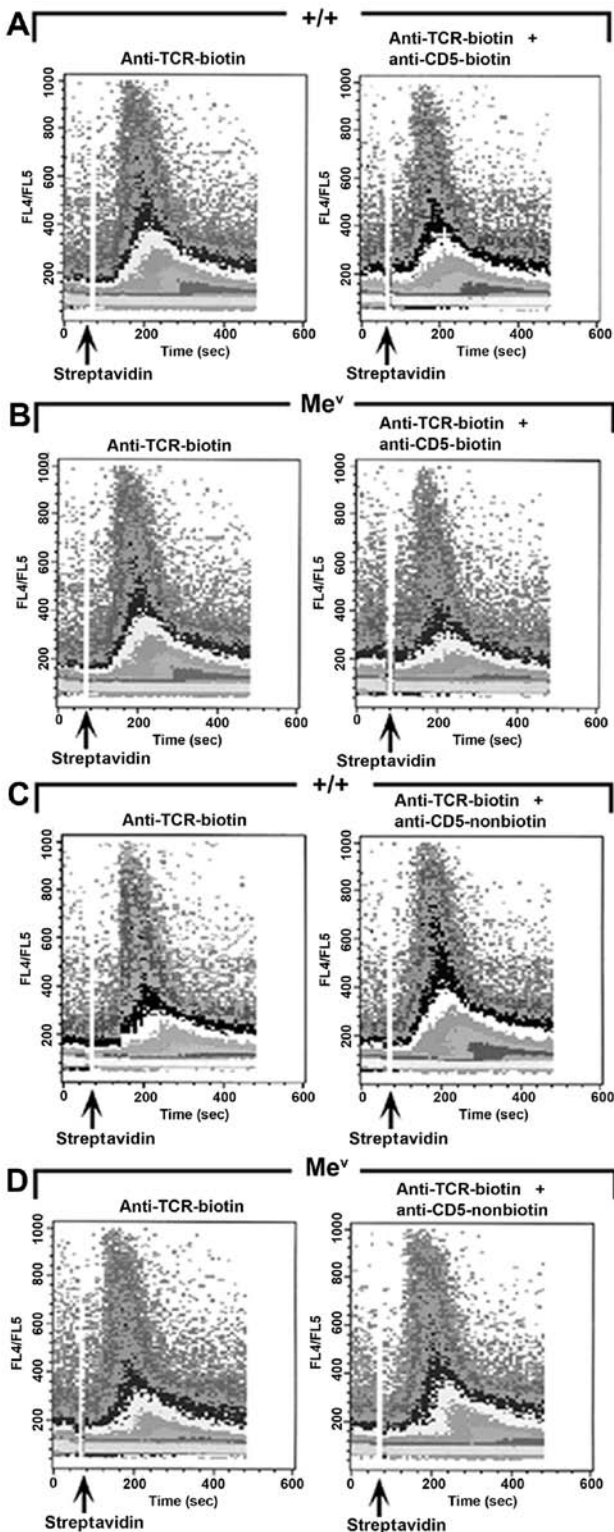 A +/+
Anti-TCR-biotin
Anti-TCR-biotin +
anti-CD5-biotin
FL4/FL5
1000
800
600
400
200
0 200 400 600
Time (sec)
Streptavidin
FL4/FL5
1000
800
600
400
200
0 200 400 600
Time (sec)
Streptavidin
B Meᵛ
Anti-TCR-biotin
Anti-TCR-biotin +
anti-CD5-biotin
FL4/FL5
1000
800
600
400
200
0 200 400 600
Time (sec)
Streptavidin
FL4/FL5
1000
800
600
400
200
0 200 400 600
Time (sec)
Streptavidin
C +/+
Anti-TCR-biotin
Anti-TCR-biotin +
anti-CD5-nonbiotin
FL4/FL5
1000
800
600
400
200
0 200 400 600
Time (sec)
Streptavidin
FL4/FL5
1000
800
600
400
200
0 200 400 600
Time (sec)
Streptavidin
D Meᵛ
Anti-TCR-biotin
Anti-TCR-biotin +
anti-CD5-nonbiotin
FL4/FL5
1000
800
600
400
200
0 200 400 600
Time (sec)
Streptavidin
FL4/FL5
1000
800
600
400
200
0 200 400 600
Time (sec)
Streptavidin